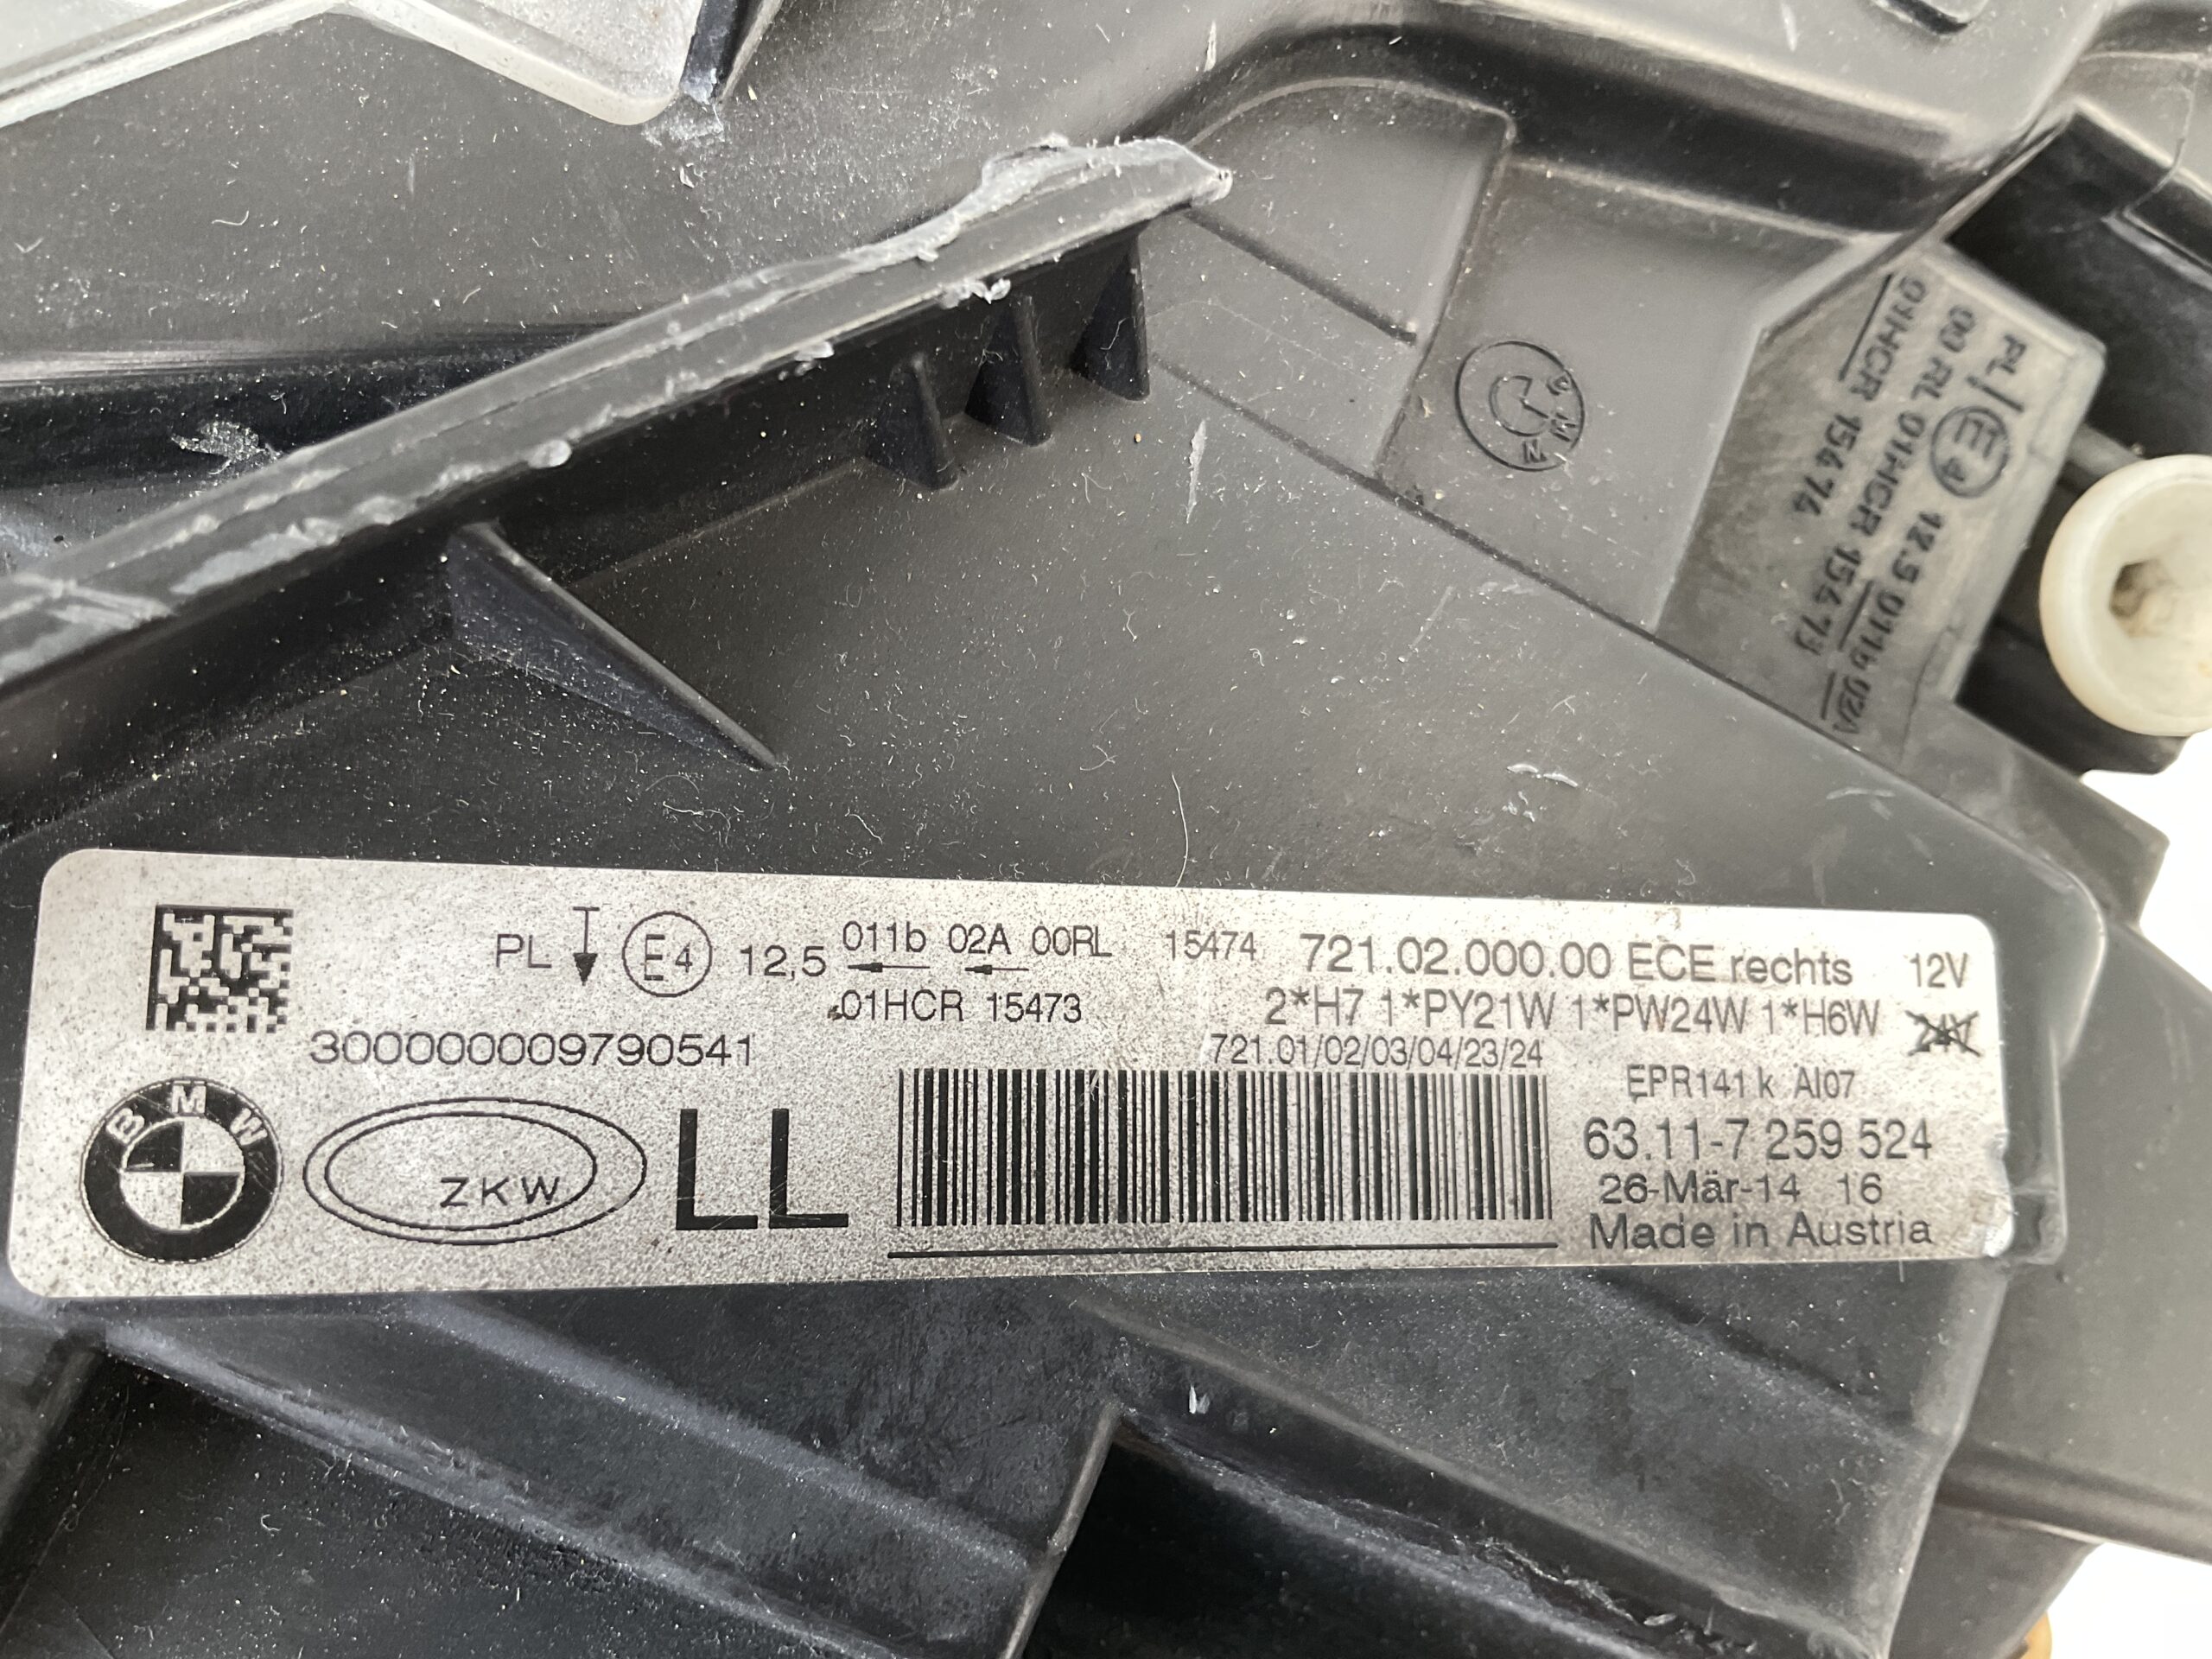 PL E4 12,5 011b 02A 00RL 15474 721.02.000.00 ECE rechts 12V
01HCR 15473 2*H7 1*PY21W 1*PW24W 1*H6W 24V
300000009790541 721.01/02/03/04/23/24
EPR141 k AI07
BMW ZKW LL 63.11-7 259 524
26-Mär-14 16
Made in Austria
PL E4 12.5 011b 02A
00 RL 01HCR 15473
01HCR 15474
BMW